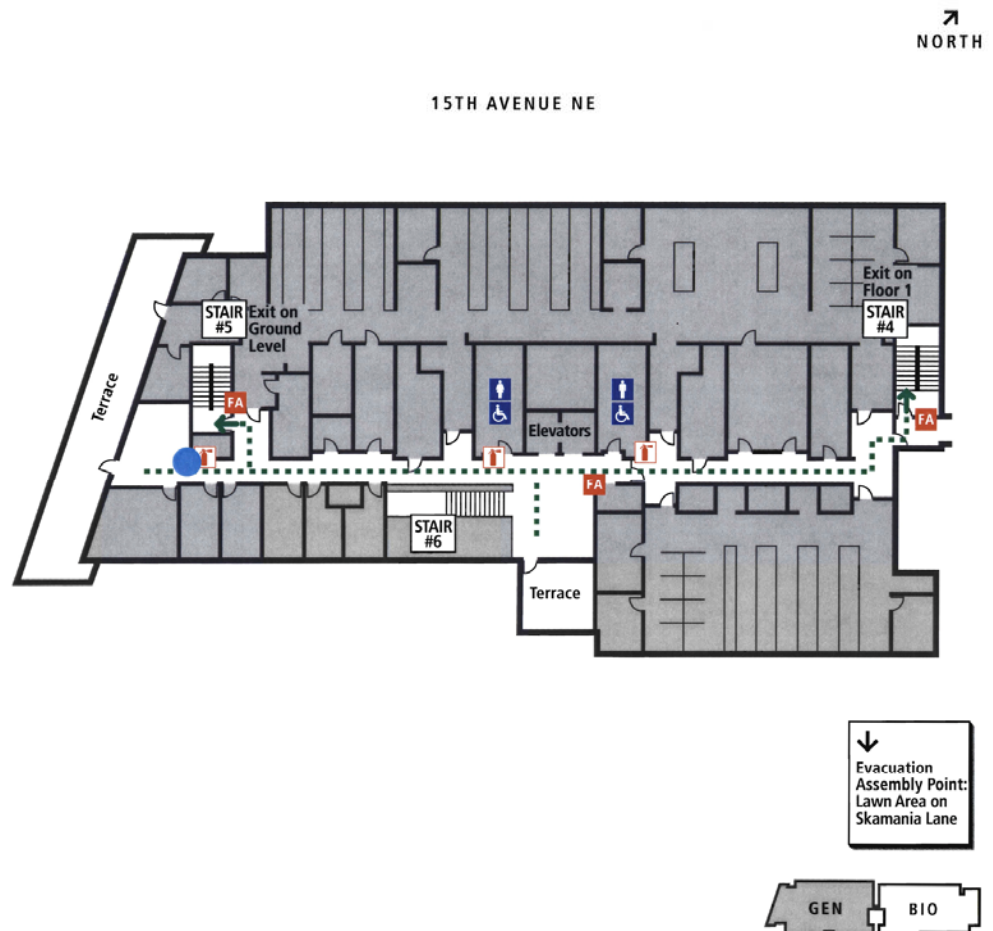 NORTH
15TH AVENUE NE
Exit on
Floor 1
STAIR
#4
STAIR
#5
Exit on
Ground
Level
Terrace
FA
FA
Elevators
FA
STAIR
#6
Terrace
Evacuation
Assembly Point:
Lawn Area on
Skamania Lane
GEN
BIO